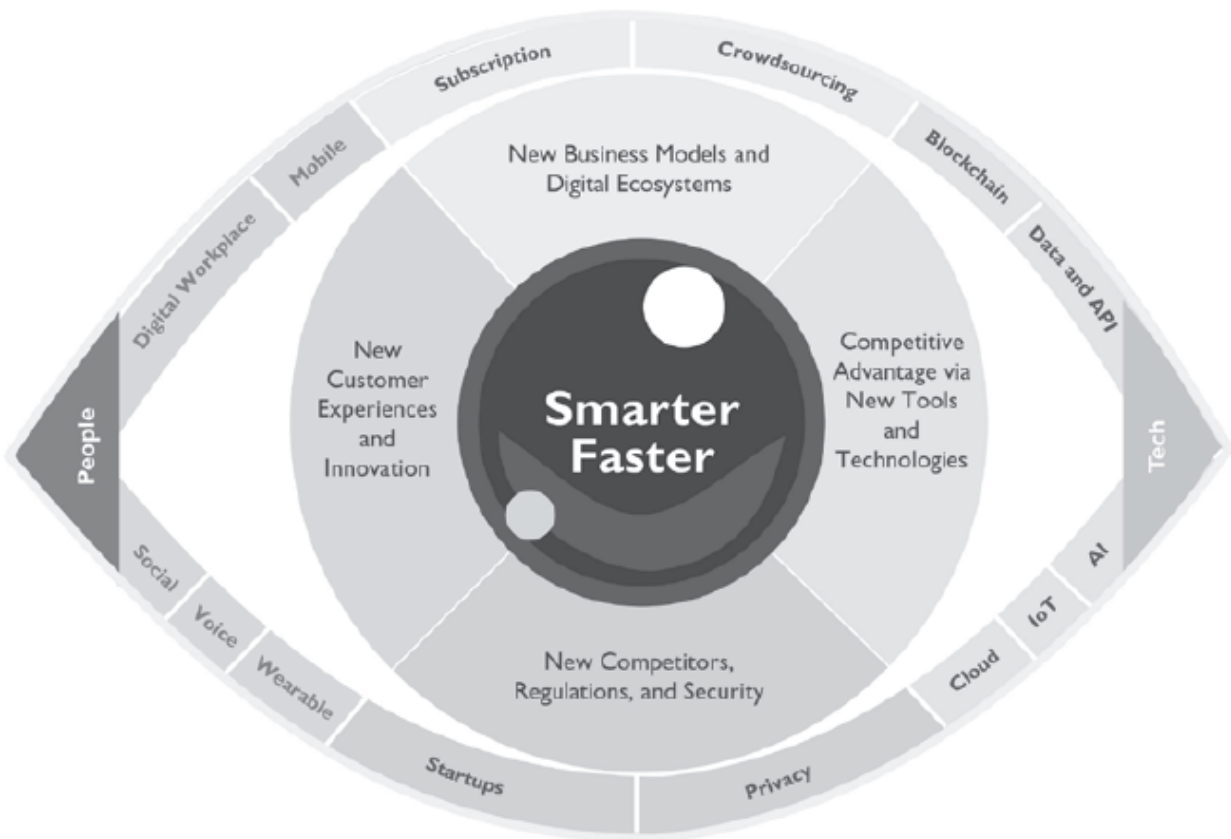 Subscription
Crowdsourcing
Mobile
Blockchain
Digital Workplace
Data and API
New Business Models and
Digital Ecosystems
New
Customer
Experiences
and
Innovation
Smarter
Faster
Competitive
Advantage via
New Tools
and
Technologies
People
Tech
Social
Voice
Wearable
Startups
New Competitors,
Regulations, and Security
Privacy
Cloud
IoT
AI